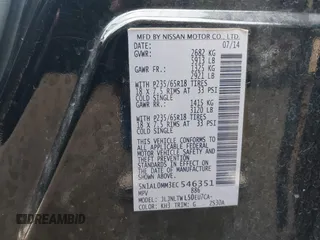 MFD BY NISSAN MOTOR CO., LTD.
DATE: 07/14
GVWR: 2682 KG
5913 LB
GAWR FR: 1325 KG
2921 LB
WITH P235/65R18 TIRES
18 X 7.5 RIMS AT 33 PSI
COLD SINGLE
GAWR RR: 1415 KG
3120 LB
WITH P235/65R18 TIRES
18 X 7.5 RIMS AT 33 PSI
COLD SINGLE
THIS VEHICLE CONFORMS TO ALL
APPLICABLE U.S. FEDERAL MOTOR
VEHICLE SAFETY AND THEFT PREVENTION
STANDARDS IN EFFECT ON THE DATE
OF MANUFACTURE SHOWN ABOVE.
5N1AL0MM3EC546351
MPV 886
MODEL:
COLOR: KH3 TRIM: G
AUTOBIDMASTER